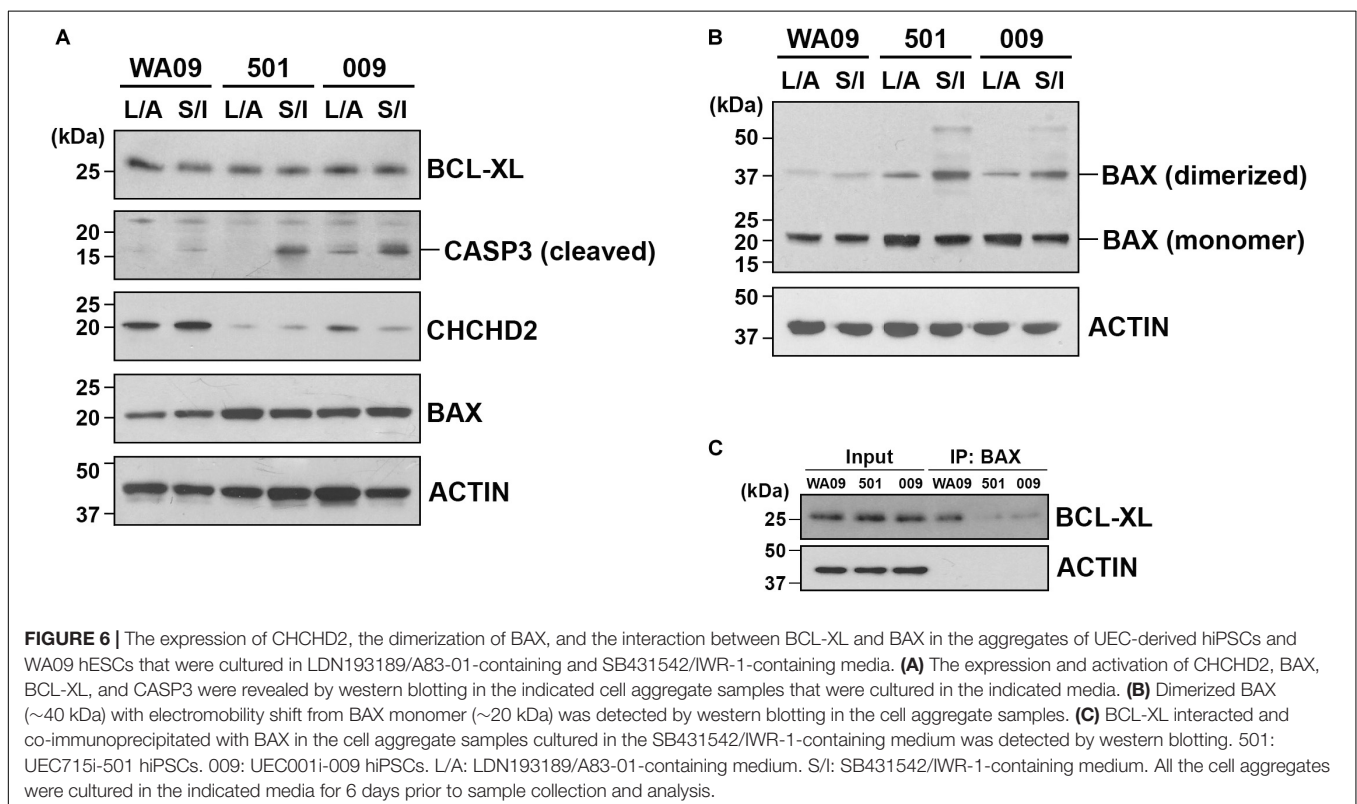 A
WA09 501 009
L/A S/I L/A S/I L/A S/I
(kDa)
25 BCL-XL
20
15 CASP3 (cleaved)
25
20 CHCHD2
25
20 BAX
50
37 ACTIN
B
WA09 501 009
L/A S/I L/A S/I L/A S/I
(kDa)
50
37 BAX (dimerized)
25
20 BAX (monomer)
15
50
37 ACTIN
C
Input IP: BAX
WA09 501 009 WA09 501 009
(kDa)
25 BCL-XL
50
37 ACTIN
FIGURE 6 | The expression of CHCHD2, the dimerization of BAX, and the interaction between BCL-XL and BAX in the aggregates of UEC-derived hiPSCs and
WA09 hESCs that were cultured in LDN193189/A83-01-containing and SB431542/IWR-1-containing media. (A) The expression and activation of CHCHD2, BAX,
BCL-XL, and CASP3 were revealed by western blotting in the indicated cell aggregate samples that were cultured in the indicated media. (B) Dimerized BAX
(∼40 kDa) with electromobility shift from BAX monomer (∼20 kDa) was detected by western blotting in the cell aggregate samples. (C) BCL-XL interacted and
co-immunoprecipitated with BAX in the cell aggregate samples cultured in the SB431542/IWR-1-containing medium was detected by western blotting. 501:
UEC715i-501 hiPSCs. 009: UEC001i-009 hiPSCs. L/A: LDN193189/A83-01-containing medium. S/I: SB431542/IWR-1-containing medium. All the cell aggregates
were cultured in the indicated media for 6 days prior to sample collection and analysis.